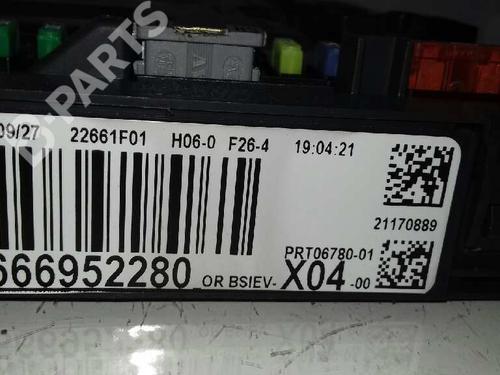 09/27 22661F01 H06-0 F26-4 19:04:21
21170889
PRT06780-01
666952280 OR BSIEV- X04 -00
B-PARTS